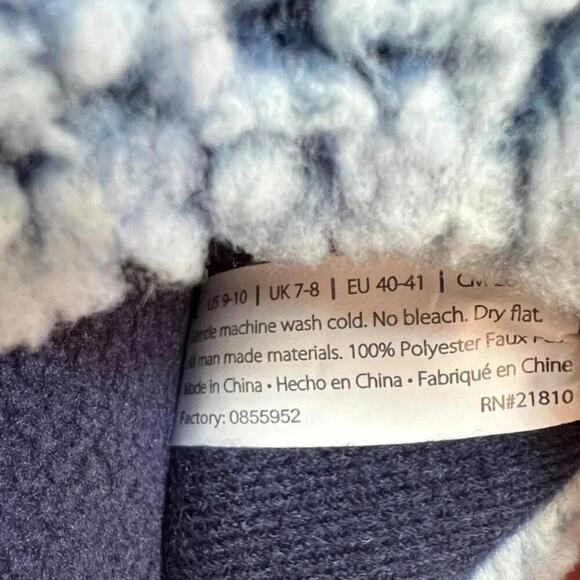 US 9-10 | UK 7-8 | EU 40-41 |
machine wash cold. No bleach. Dry flat.
man made materials. 100% Polyester Faux
Made in China • Hecho en China • Fabriqué en Chine
Factory: 0855952
RN#21810